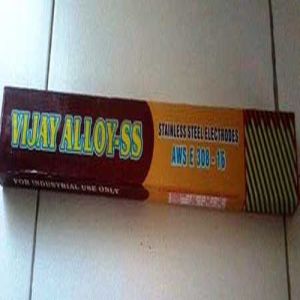 VIJAY ALLOY-SS
STAINLESS STEEL ELECTRODES
AWS E 308 - 16
FOR INDUSTRIAL USE ONLY